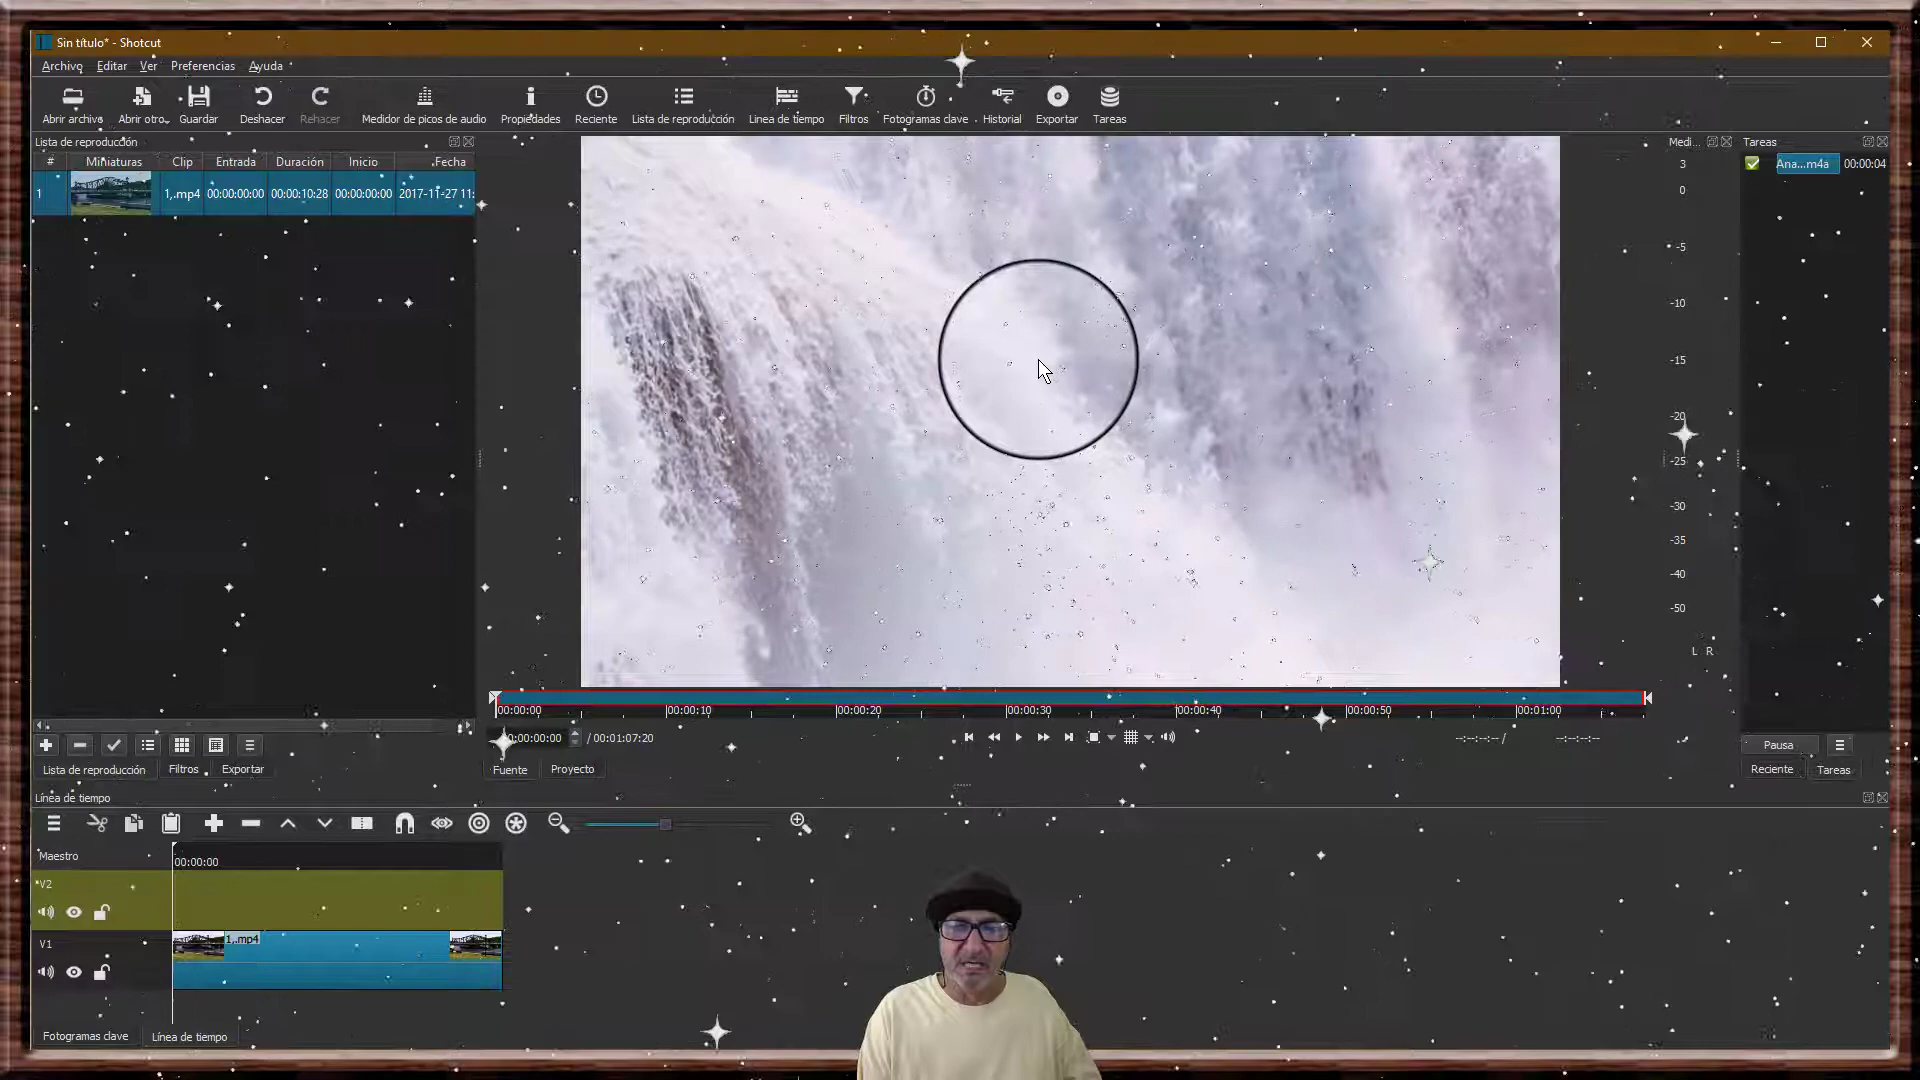 Sin título* - Shotcut
Archivo Editar Ver Preferencias Ayuda
Abrir archivo Abrir otro... Guardar Deshacer Rehacer Medidor de picos de audio Propiedades Reciente Lista de reproducción Línea de tiempo Filtros Fotogramas clave Historial Exportar Tareas
Lista de reproducción
# Miniaturas Clip Entrada Duración Inicio Fecha
1 1,.mp4 00:00:00:00 00:00:10:28 00:00:00:00 2017-11-27 11:
Medi...
3
0
-5
-10
-15
-20
-25
-30
-35
-40
-50
L R
Tareas
Ana...m4a 00:00:04
00:00:00 00:00:10 00:00:20 00:00:30 00:00:40 00:00:50 00:01:00
00:00:00:00 / 00:01:07:20 --:--:--:-- / --:--:--:--
Pausa
Lista de reproducción Filtros Exportar
Fuente Proyecto
Reciente Tareas
Línea de tiempo
Maestro
00:00:00
V2
V1
1,.mp4
Fotogramas clave Línea de tiempo